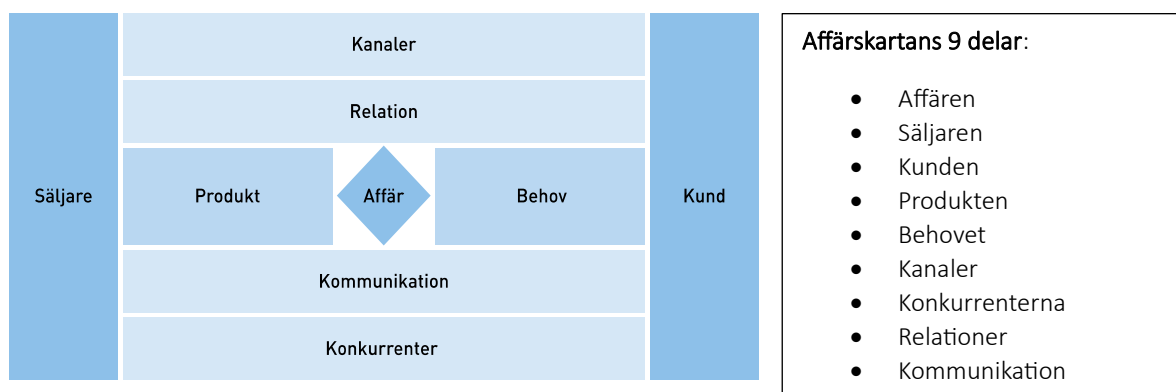 Kanaler
Relation
Säljare
Produkt
Affär
Behov
Kund
Kommunikation
Konkurrenter
Affärskartans 9 delar:
• Affären
• Säljaren
• Kunden
• Produkten
• Behovet
• Kanaler
• Konkurrenterna
• Relationer
• Kommunikation